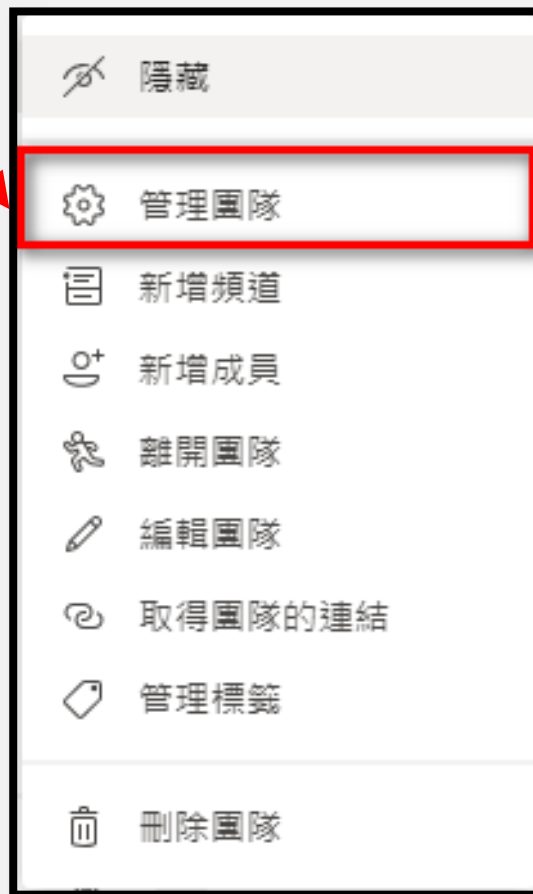 隱藏
管理團隊
新增頻道
新增成員
離開團隊
編輯團隊
取得團隊的連結
管理標籤
刪除團隊